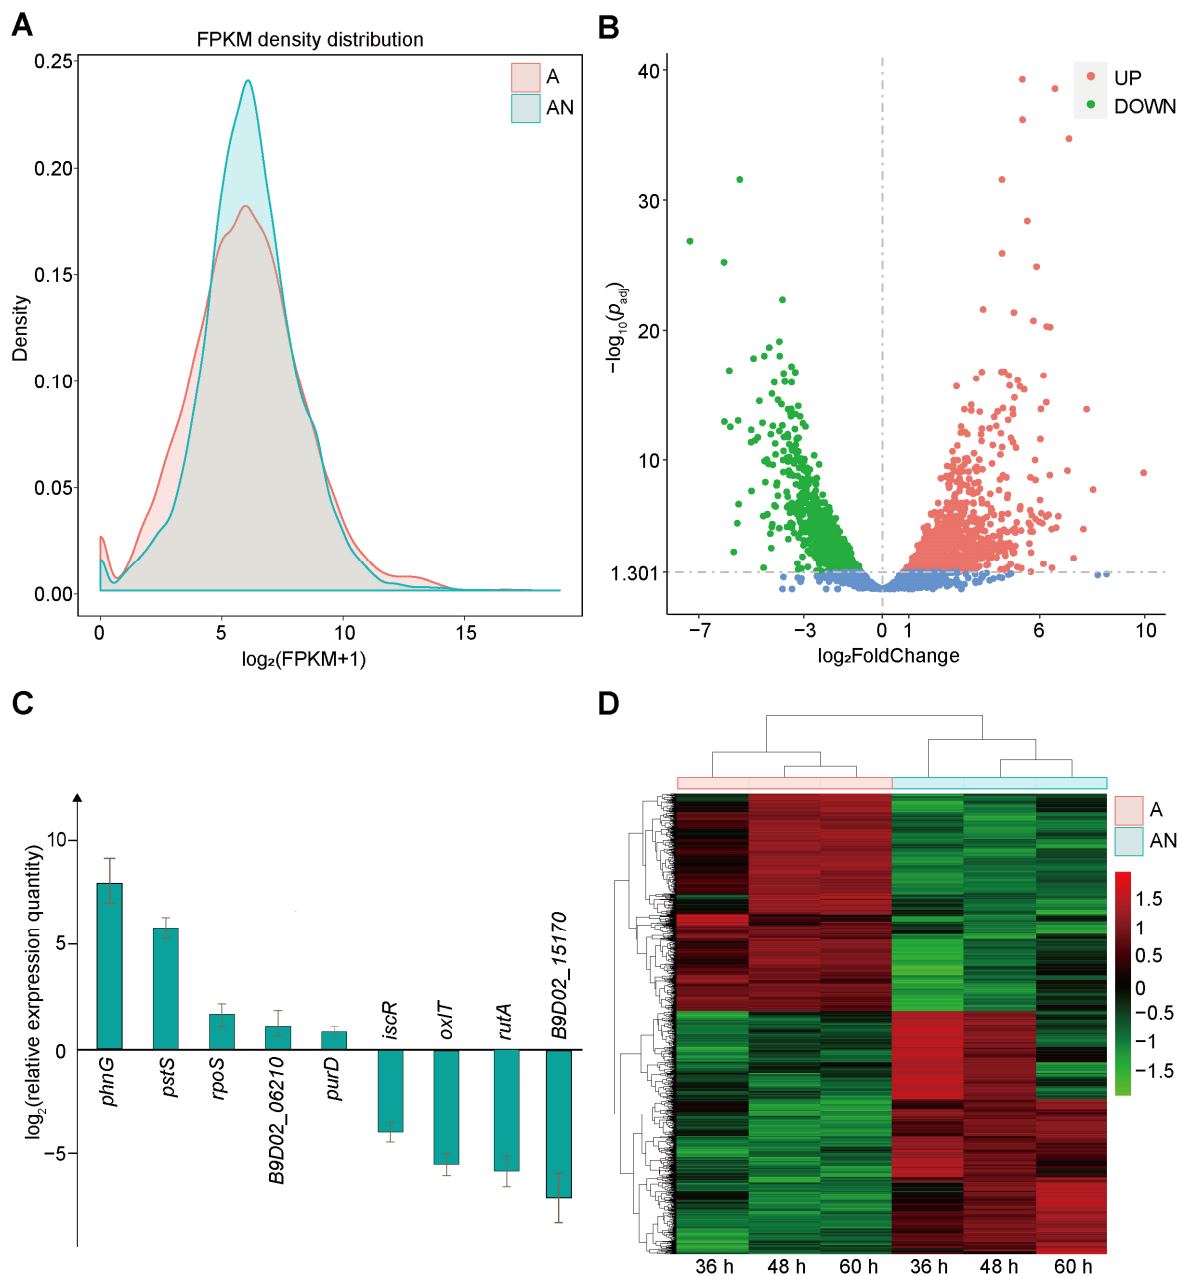 A
FPKM density distribution
0.25
0.20
0.15
0.10
0.05
0.00
Density
0
5
10
15
log₂(FPKM+1)
A
AN
B
40
30
20
10
1.301
−log₁₀(p_adj)
−7
−3
0
1
6
10
log₂FoldChange
UP
DOWN
C
10
5
0
−5
log₂(relative exrpression quantity)
phnG
pstS
rpoS
B9D02_06210
purD
iscR
oxlT
rutA
B9D02_15170
D
A
AN
1.5
1
0.5
0
−0.5
−1
−1.5
36 h
48 h
60 h
36 h
48 h
60 h